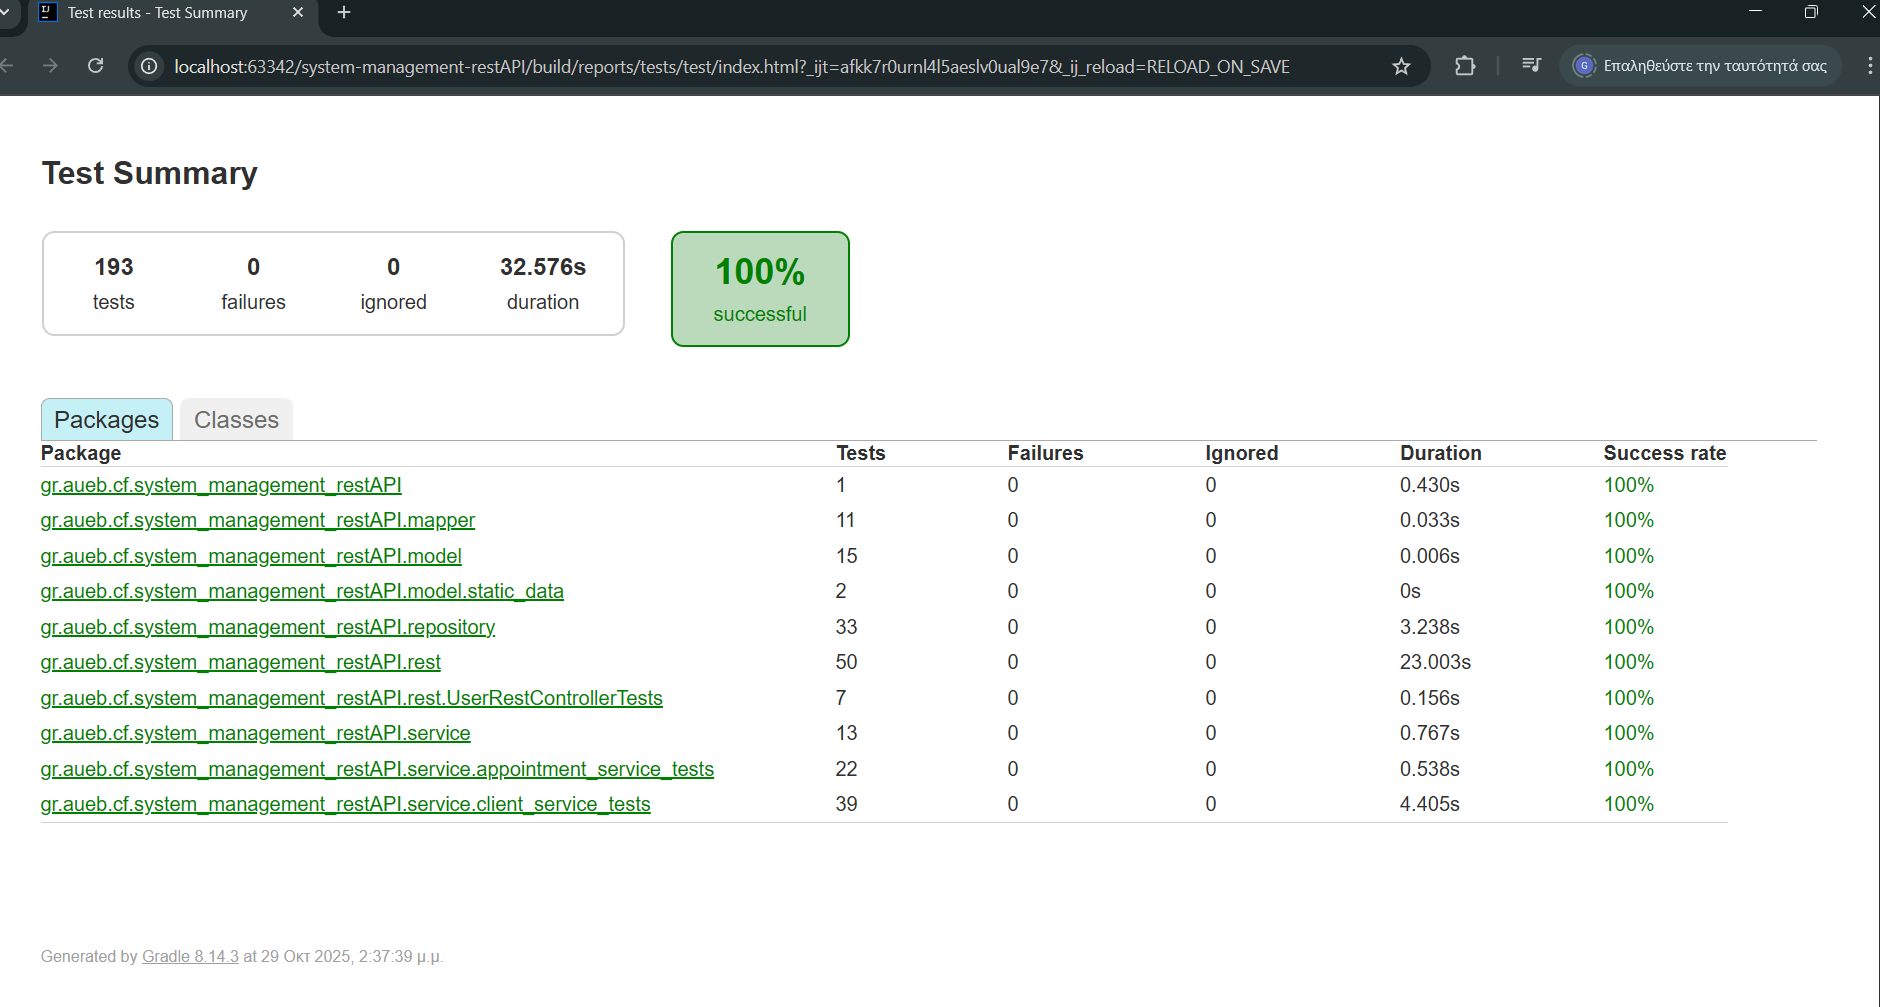 Test results - Test Summary
localhost:63342/system-management-restAPI/build/reports/tests/test/index.html?_ijt=afkk7r0urnl4l5aeslv0ual9e7&_ij_reload=RELOAD_ON_SAVE
G Επαληθεύστε την ταυτότητά σας
Test Summary
193 0 0 32.576s
tests failures ignored duration
100%
successful
Packages Classes
Package Tests Failures Ignored Duration Success rate
gr.aueb.cf.system_management_restAPI 1 0 0 0.430s 100%
gr.aueb.cf.system_management_restAPI.mapper 11 0 0 0.033s 100%
gr.aueb.cf.system_management_restAPI.model 15 0 0 0.006s 100%
gr.aueb.cf.system_management_restAPI.model.static_data 2 0 0 0s 100%
gr.aueb.cf.system_management_restAPI.repository 33 0 0 3.238s 100%
gr.aueb.cf.system_management_restAPI.rest 50 0 0 23.003s 100%
gr.aueb.cf.system_management_restAPI.rest.UserRestControllerTests 7 0 0 0.156s 100%
gr.aueb.cf.system_management_restAPI.service 13 0 0 0.767s 100%
gr.aueb.cf.system_management_restAPI.service.appointment_service_tests 22 0 0 0.538s 100%
gr.aueb.cf.system_management_restAPI.service.client_service_tests 39 0 0 4.405s 100%
Generated by Gradle 8.14.3 at 29 Οκτ 2025, 2:37:39 μ.μ.